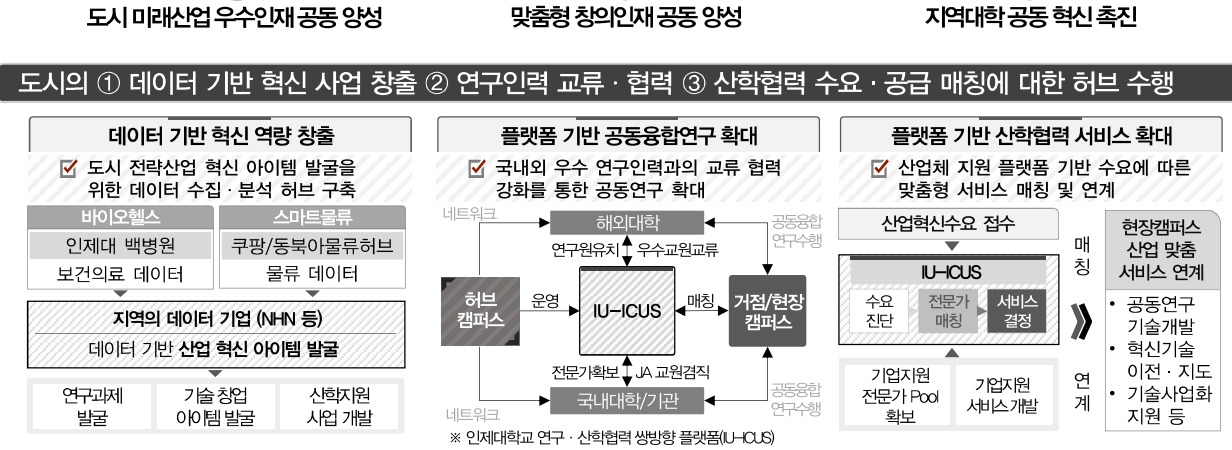 도시 미래산업 우수인재 공동 양성
맞춤형 창의인재 공동 양성
지역대학 공동 혁신 촉진
도시의 ① 데이터 기반 혁신 사업 창출 ② 연구인력 교류 · 협력 ③ 산학협력 수요 · 공급 매칭에 대한 허브 수행
데이터 기반 혁신 역량 창출
도시 전략산업 혁신 아이템 발굴을
위한 데이터 수집 · 분석 허브 구축
바이오헬스
스마트물류
인제대 백병원
쿠팡/동북아물류허브
보건의료 데이터
물류 데이터
지역의 데이터 기업 (NHN 등)
데이터 기반 산업 혁신 아이템 발굴
연구과제
발굴
기술 창업
아이템 발굴
산학지원
사업 개발
플랫폼 기반 공동융합연구 확대
국내외 우수 연구인력과의 교류 협력
강화를 통한 공동연구 확대
네트워크
해외대학
공동융합
연구수행
연구원유치
우수교원교류
허브
캠퍼스
운영
IU-ICUS
매칭
거점/현장
캠퍼스
전문가확보
JA 교원겸직
네트워크
국내대학/기관
공동융합
연구수행
※ 인제대학교 연구 · 산학협력 쌍방향 플랫폼(IU-ICUS)
플랫폼 기반 산학협력 서비스 확대
산업체 지원 플랫폼 기반 수요에 따른
맞춤형 서비스 매칭 및 연계
산업혁신수요 접수
IU-ICUS
수요
진단
전문가
매칭
서비스
결정
기업지원
전문가 Pool
확보
기업지원
서비스개발
매
칭
연
계
현장캠퍼스
산업 맞춤
서비스 연계
• 공동연구
기술개발
• 혁신기술
이전 · 지도
• 기술사업화
지원 등